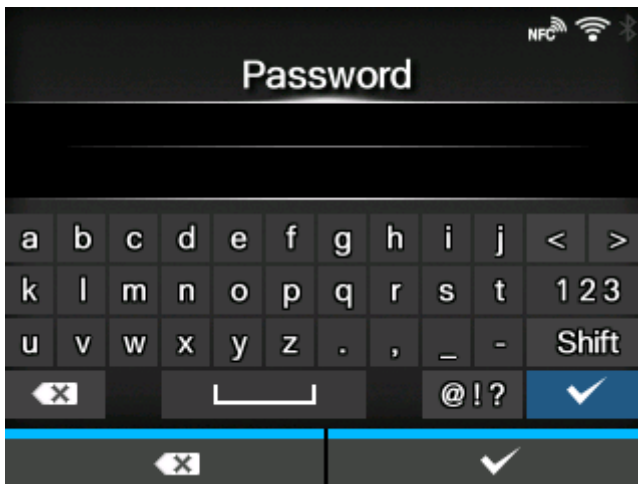 NFC
Password
a b c d e f g h i j < >
k l m n o p q r s t 123
u v w x y z . , _ - Shift
@!?